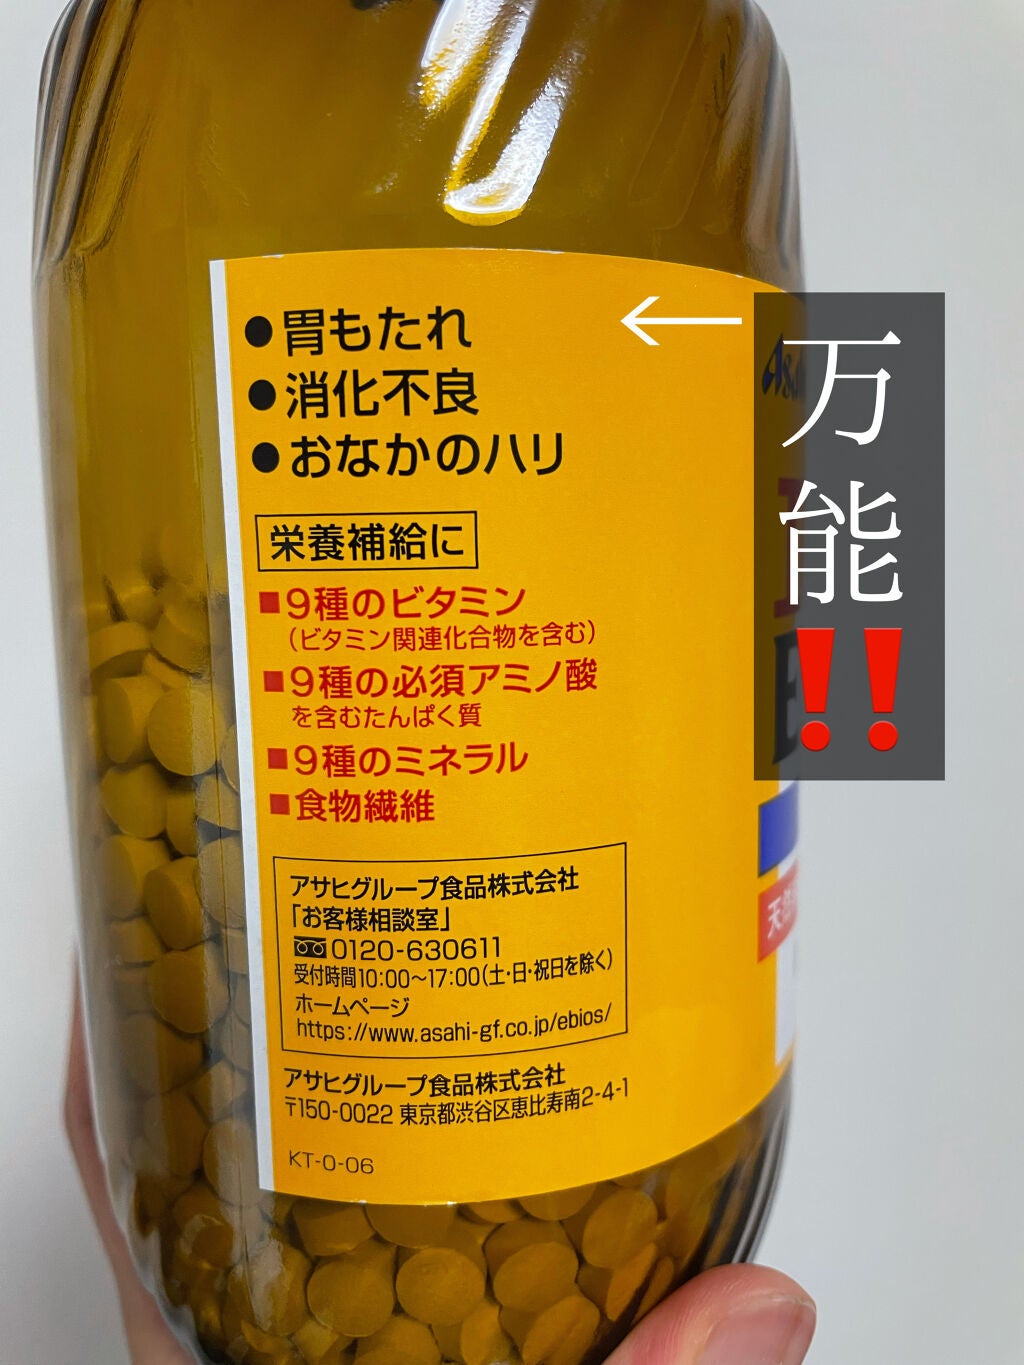 ●胃もたれ
●消化不良
●おなかのハリ
栄養補給に
■9種のビタミン
（ビタミン関連化合物を含む）
■9種の必須アミノ酸
を含むたんぱく質
■9種のミネラル
■食物繊維
アサヒグループ食品株式会社
「お客様相談室」
0120-630611
受付時間10:00～17:00(土・日・祝日を除く)
ホームページ
https://www.asahi-gf.co.jp/ebios/
アサヒグループ食品株式会社
〒150-0022 東京都渋谷区恵比寿南2-4-1
KT-0-06
←
万能‼